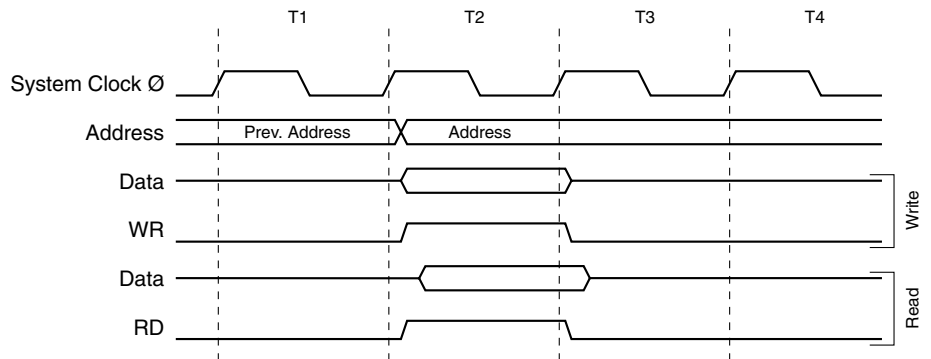 T1 T2 T3 T4
System Clock Ø
Address Prev. Address Address
Data
WR
Write
Data
RD
Read